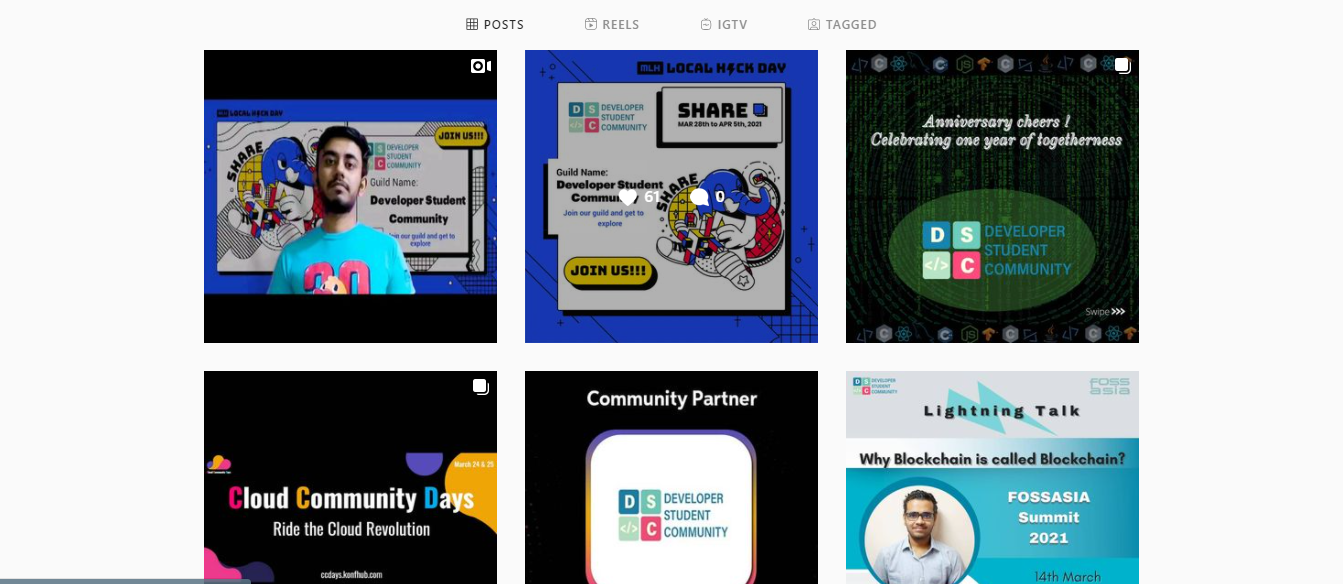 POSTS
REELS
IGTV
TAGGED
MLH LOCAL HACK DAY
JOIN US!!!
SHARE
DEVELOPER
STUDENT
COMMUNITY
Guild Name:
Developer Student
Community
Join our guild and get to
explore
MLH LOCAL HACK DAY
D S
</> C
DEVELOPER
STUDENT
COMMUNITY
SHARE
MAR 28th to APR 5th, 2021
Guild Name:
Developer Student
Community
Join our guild and get to
explore
SHARE
61
0
JOIN US!!!
Anniversary cheers !
Celebrating one year of togetherness
D S
</> C
DEVELOPER
STUDENT
COMMUNITY
Swipe
March 24 & 25
Cloud Community Days
Ride the Cloud Revolution
ccdays.konfhub.com
Community Partner
D S
</> C
DEVELOPER
STUDENT
COMMUNITY
D S
</> C
DEVELOPER
STUDENT
COMMUNITY
FOSS
ASIA
Lightning Talk
Why Blockchain is called Blockchain?
FOSSASIA
Summit
2021
14th March